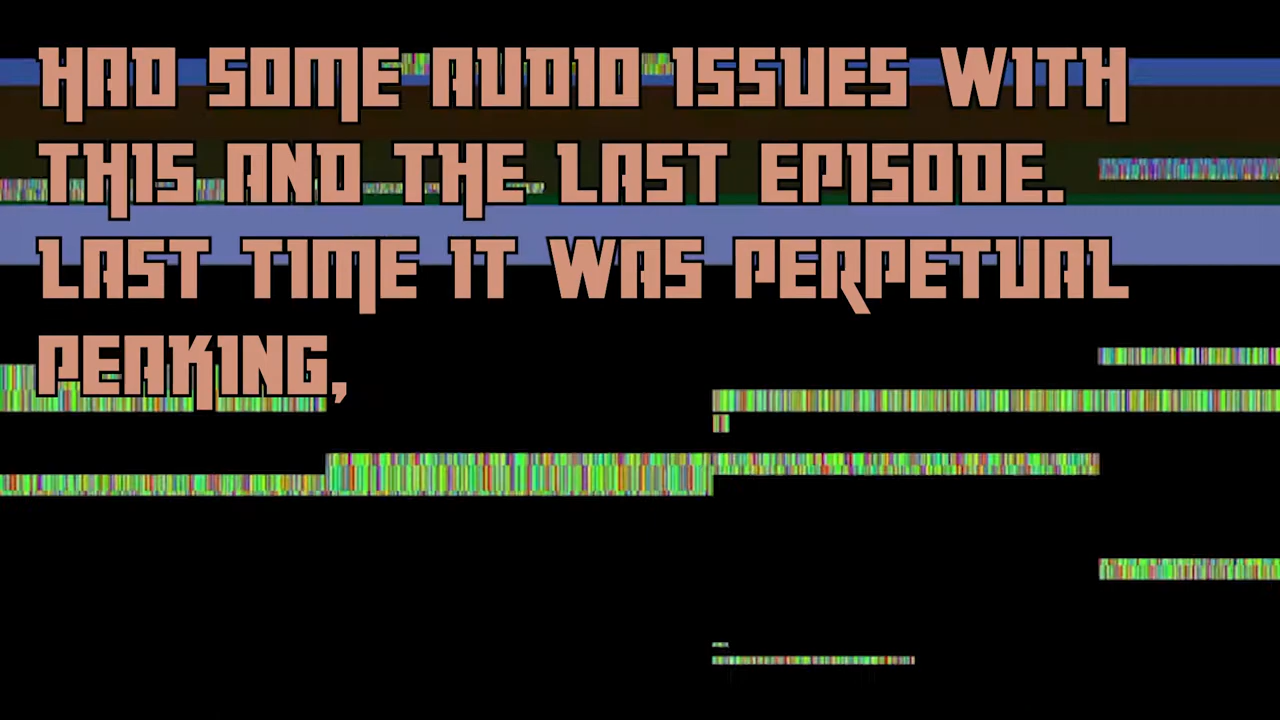 HAD SOME AUDIO ISSUES WITH
THIS AND THE LAST EPISODE.
LAST TIME IT WAS PERPETUAL
PEAKING,